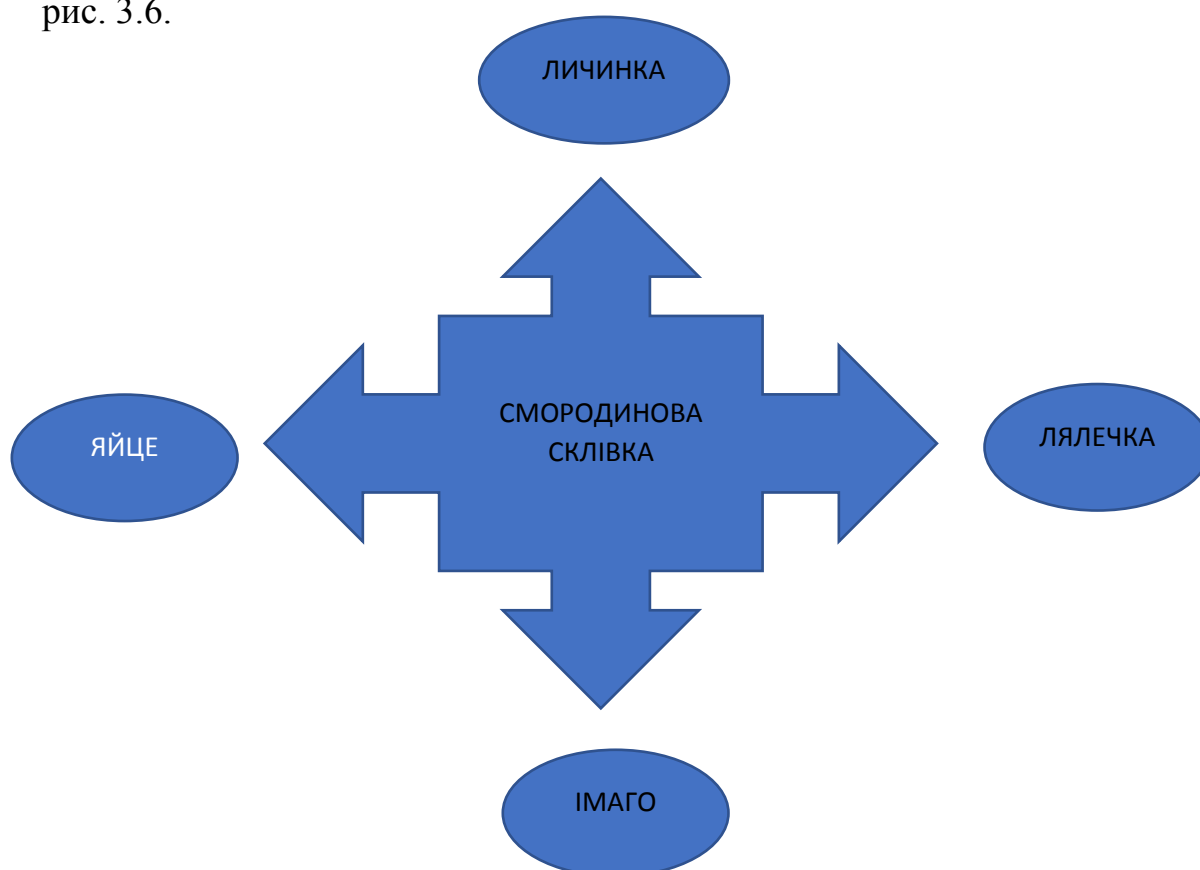 рис. 3.6.
ЛИЧИНКА
СМОРОДИНОВА
СКЛІВКА
ЯЙЦЕ
ЛЯЛЕЧКА
ІМАГО